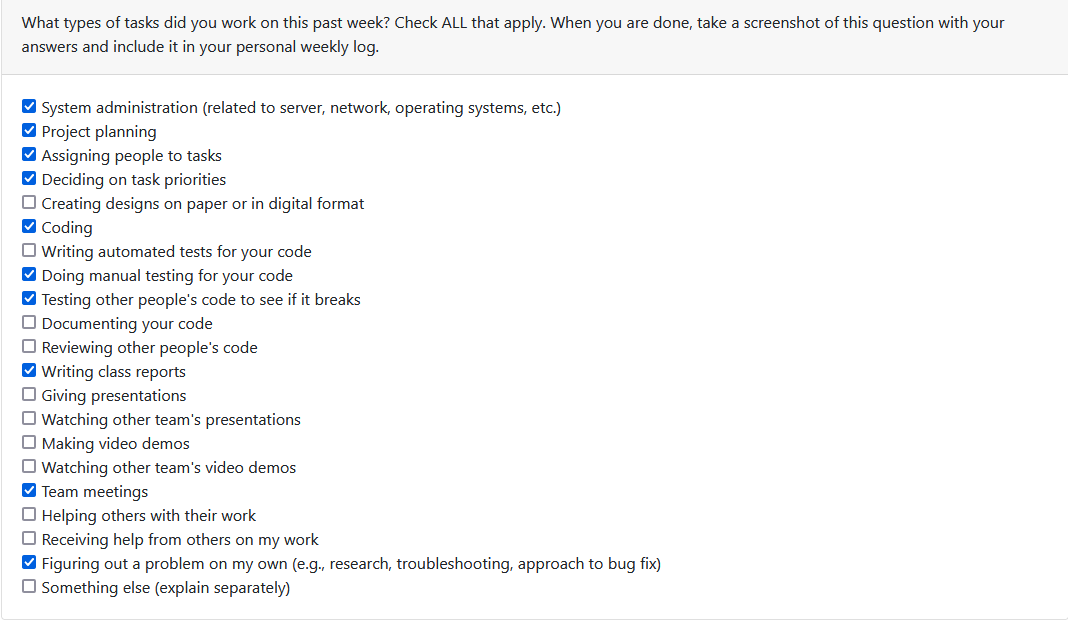 What types of tasks did you work on this past week? Check ALL that apply. When you are done, take a screenshot of this question with your
answers and include it in your personal weekly log.
System administration (related to server, network, operating systems, etc.)
Project planning
Assigning people to tasks
Deciding on task priorities
Creating designs on paper or in digital format
Coding
Writing automated tests for your code
Doing manual testing for your code
Testing other people's code to see if it breaks
Documenting your code
Reviewing other people's code
Writing class reports
Giving presentations
Watching other team's presentations
Making video demos
Watching other team's video demos
Team meetings
Helping others with their work
Receiving help from others on my work
Figuring out a problem on my own (e.g., research, troubleshooting, approach to bug fix)
Something else (explain separately)